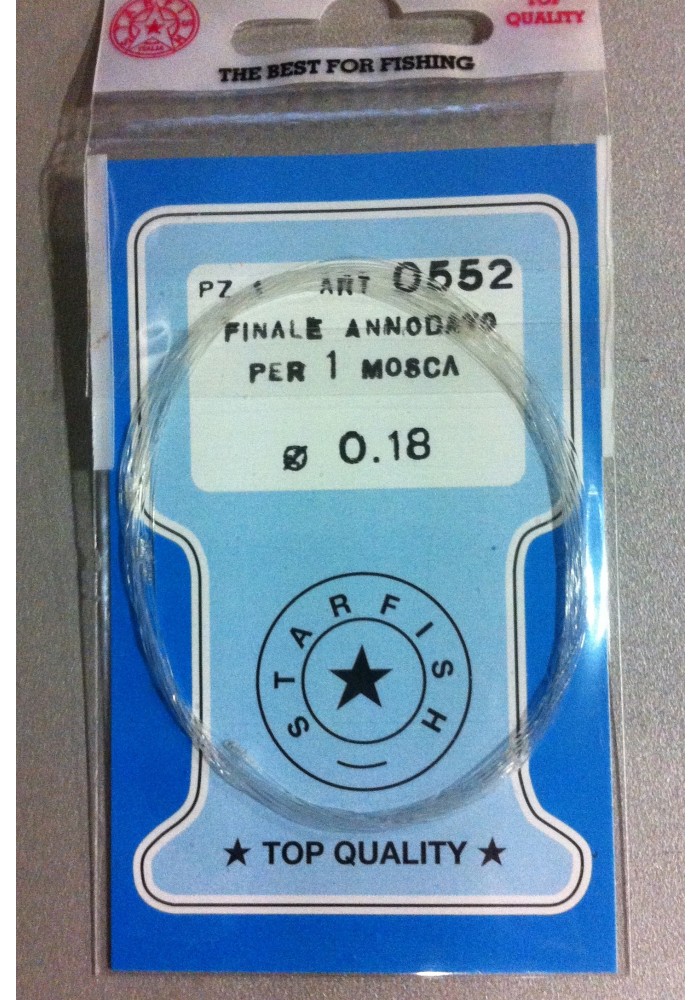 ITALIA
TOP
QUALITY
THE BEST FOR FISHING
PZ 1 ART 0552
FINALE ANNODATO
PER 1 MOSCA
ø 0.18
STARFISH
★ TOP QUALITY ★